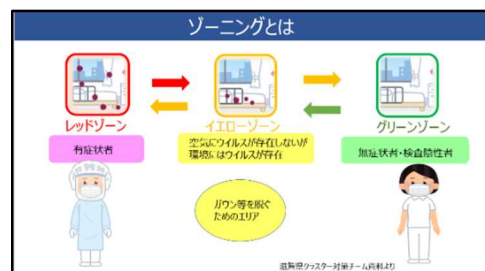 ゾーニングとは
レッドゾーン
イエローゾーン
グリーンゾーン
有症状者
空気にウイルスが存在しないが
環境にはウイルスが存在
無症状者・検査陰性者
ガウン等を脱ぐ
ためのエリア
滋賀県クラスター対策チーム資料より